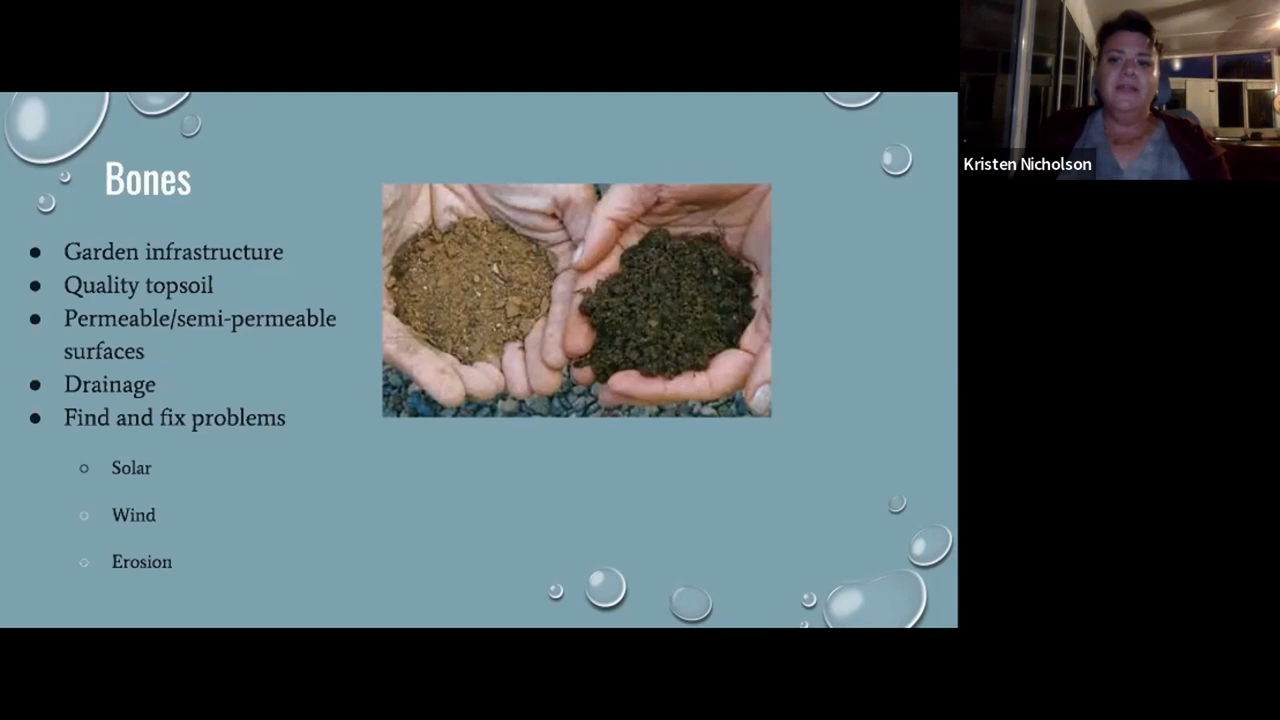 Bones
Garden infrastructure
Quality topsoil
Permeable/semi-permeable
surfaces
Drainage
Find and fix problems
Solar
Wind
Erosion
Kristen Nicholson